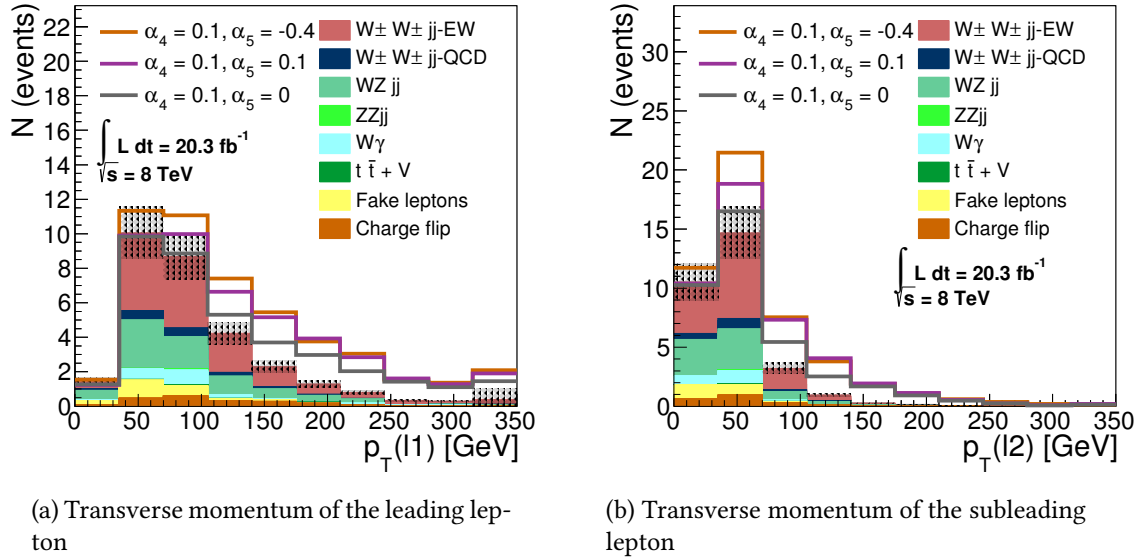 N (events)
22
20
18
16
14
12
10
8
6
4
2
0
α4 = 0.1, α5 = -0.4
α4 = 0.1, α5 = 0.1
α4 = 0.1, α5 = 0
∫ L dt = 20.3 fb-1
√s = 8 TeV
W± W± jj-EW
W± W± jj-QCD
WZ jj
ZZjj
Wγ
t t̄ + V
Fake leptons
Charge flip
0 50 100 150 200 250 300 350
pT(l1) [GeV]
(a) Transverse momentum of the leading lep-
ton
N (events)
30
25
20
15
10
5
0
α4 = 0.1, α5 = -0.4
α4 = 0.1, α5 = 0.1
α4 = 0.1, α5 = 0
W± W± jj-EW
W± W± jj-QCD
WZ jj
ZZjj
Wγ
t t̄ + V
Fake leptons
Charge flip
∫ L dt = 20.3 fb-1
√s = 8 TeV
0 50 100 150 200 250 300 350
pT(l2) [GeV]
(b) Transverse momentum of the subleading
lepton